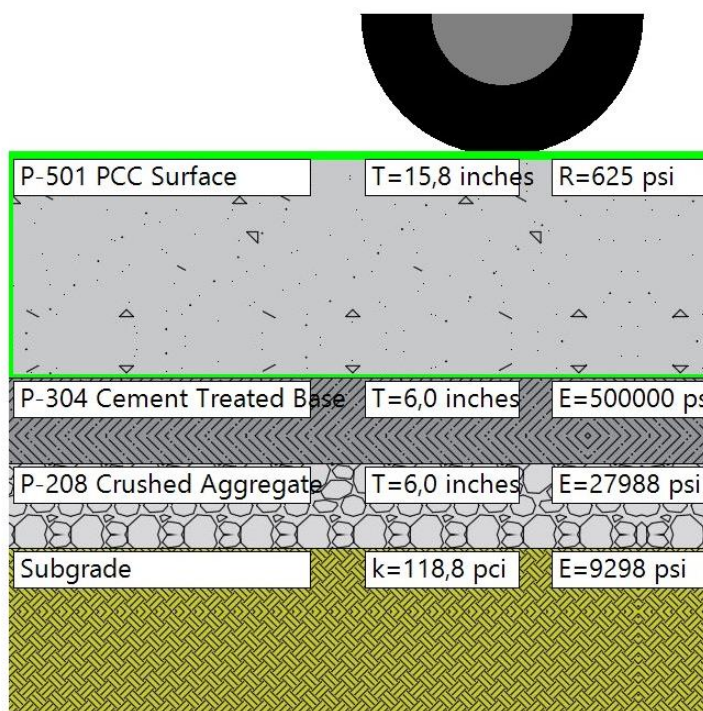 P-501 PCC Surface T=15,8 inches R=625 psi
P-304 Cement Treated Base T=6,0 inches E=500000 ps
P-208 Crushed Aggregate T=6,0 inches E=27988 psi
Subgrade k=118,8 pci E=9298 psi